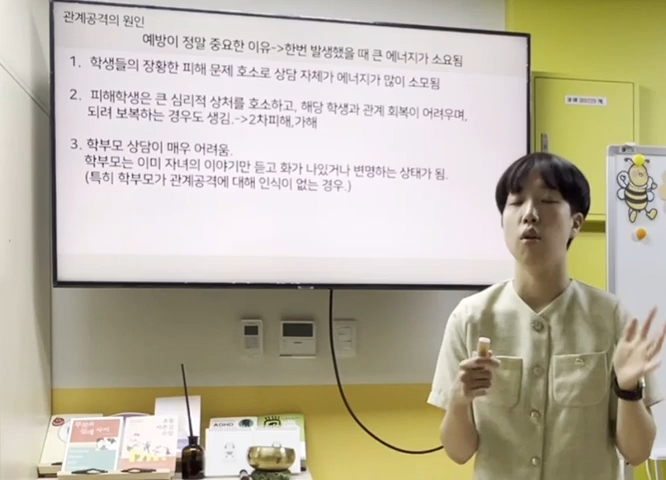 관계공격의 원인
예방이 정말 중요한 이유->한번 발생했을 때 큰 에너지가 소요됨
1. 학생들의 장황한 피해 문제 호소로 상담 자체가 에너지가 많이 소모됨
2. 피해학생은 큰 심리적 상처를 호소하고, 해당 학생과 관계 회복이 어려우며,
되려 보복하는 경우도 생김.->2차피해,가해
3. 학부모 상담이 매우 어려움.
학부모는 이미 자녀의 이야기만 듣고 화가 나있거나 변명하는 상태가 됨.
(특히 학부모가 관계공격에 대해 인식이 없는 경우.)
ADHD